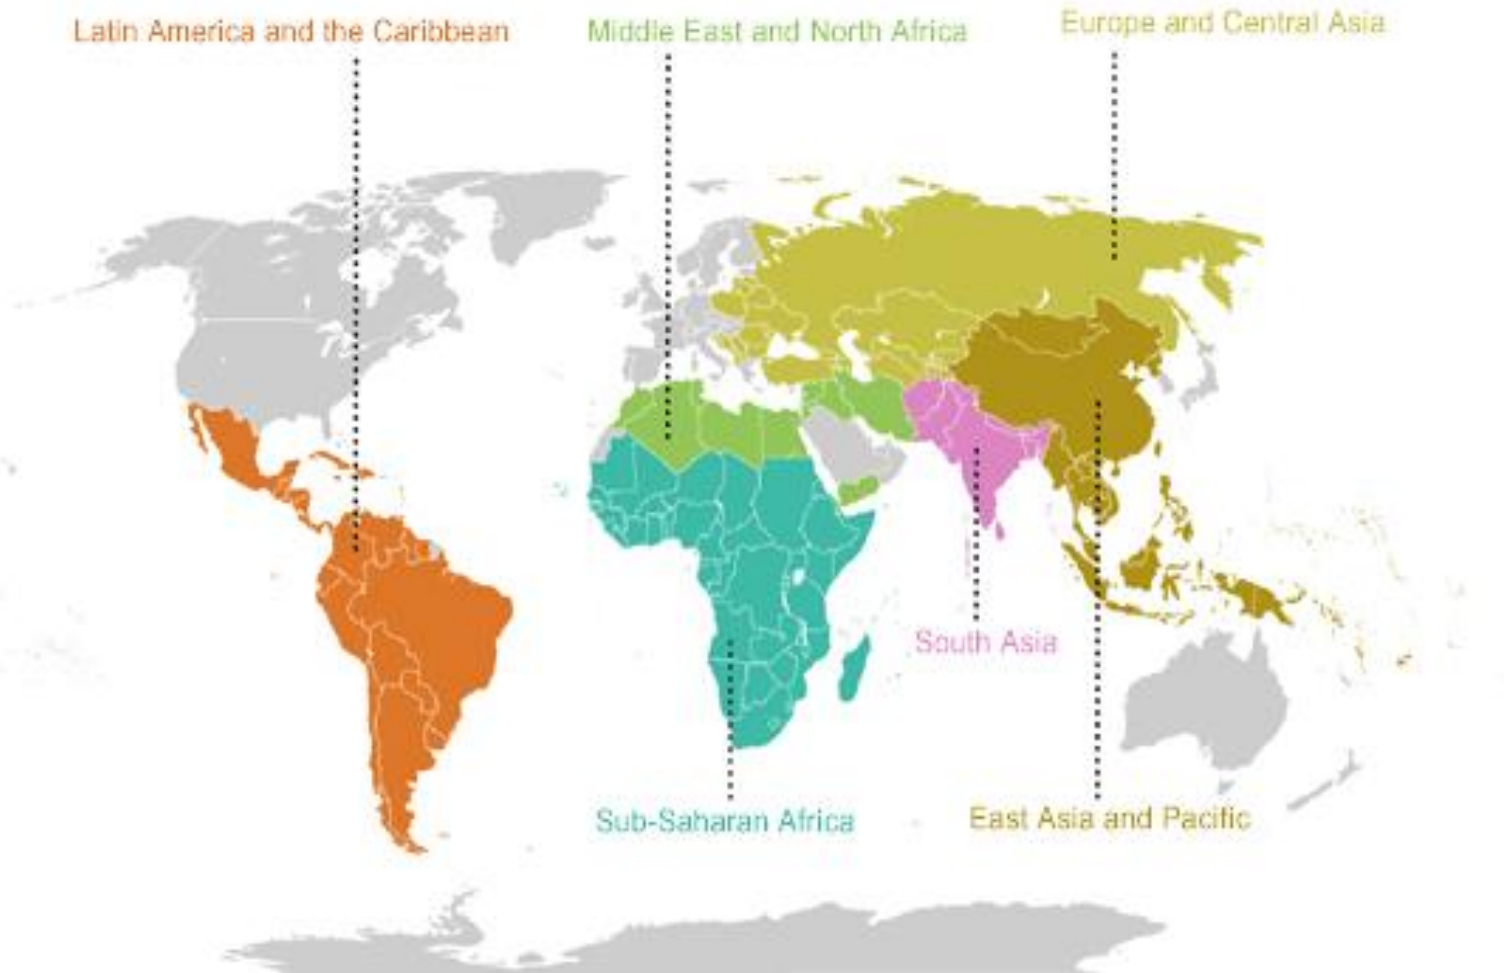 Latin America and the Caribbean
Middle East and North Africa
Europe and Central Asia
South Asia
Sub-Saharan Africa
East Asia and Pacific